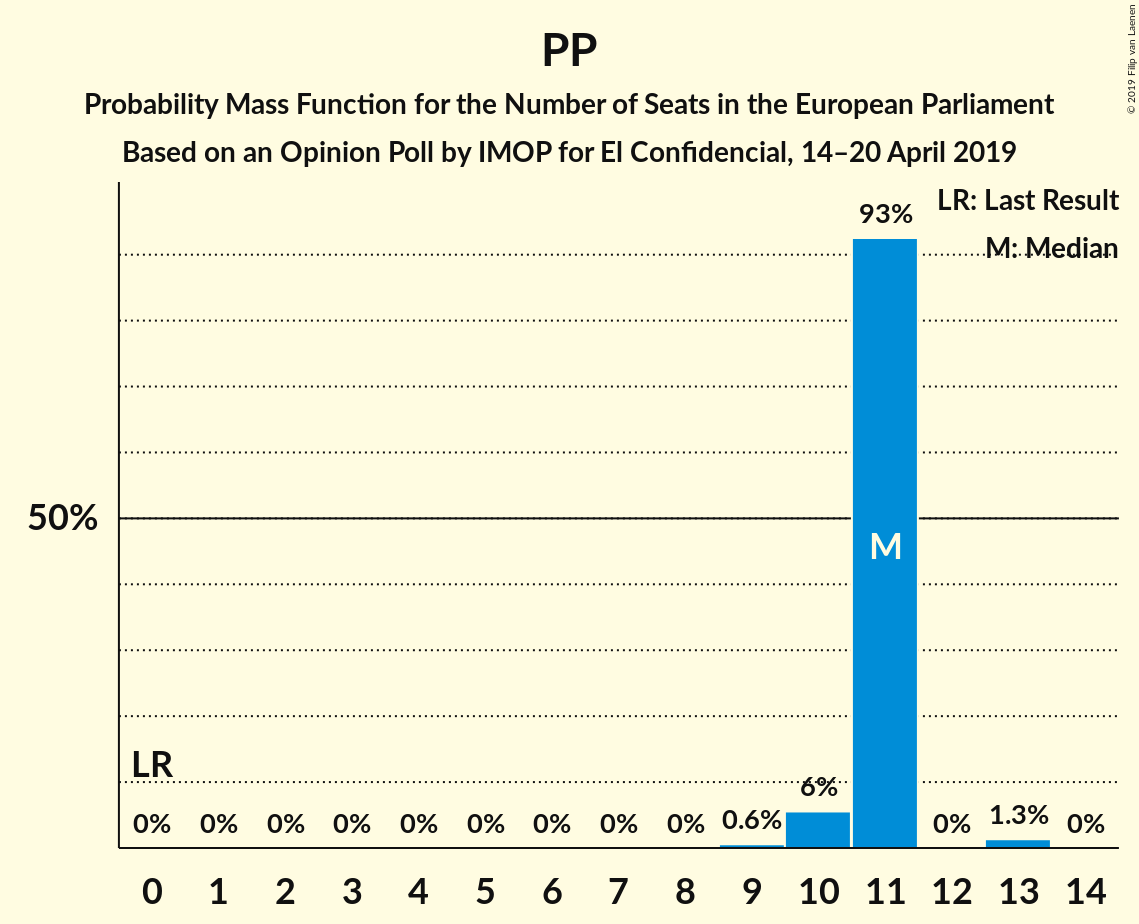 PP
Probability Mass Function for the Number of Seats in the European Parliament
Based on an Opinion Poll by IMOP for El Confidencial, 14–20 April 2019
© 2019 Filip van Laenen
LR: Last Result
M: Median
93%
50%
M
LR
0% 0% 0% 0% 0% 0% 0% 0% 0% 0.6% 6% 0% 1.3% 0%
0 1 2 3 4 5 6 7 8 9 10 11 12 13 14